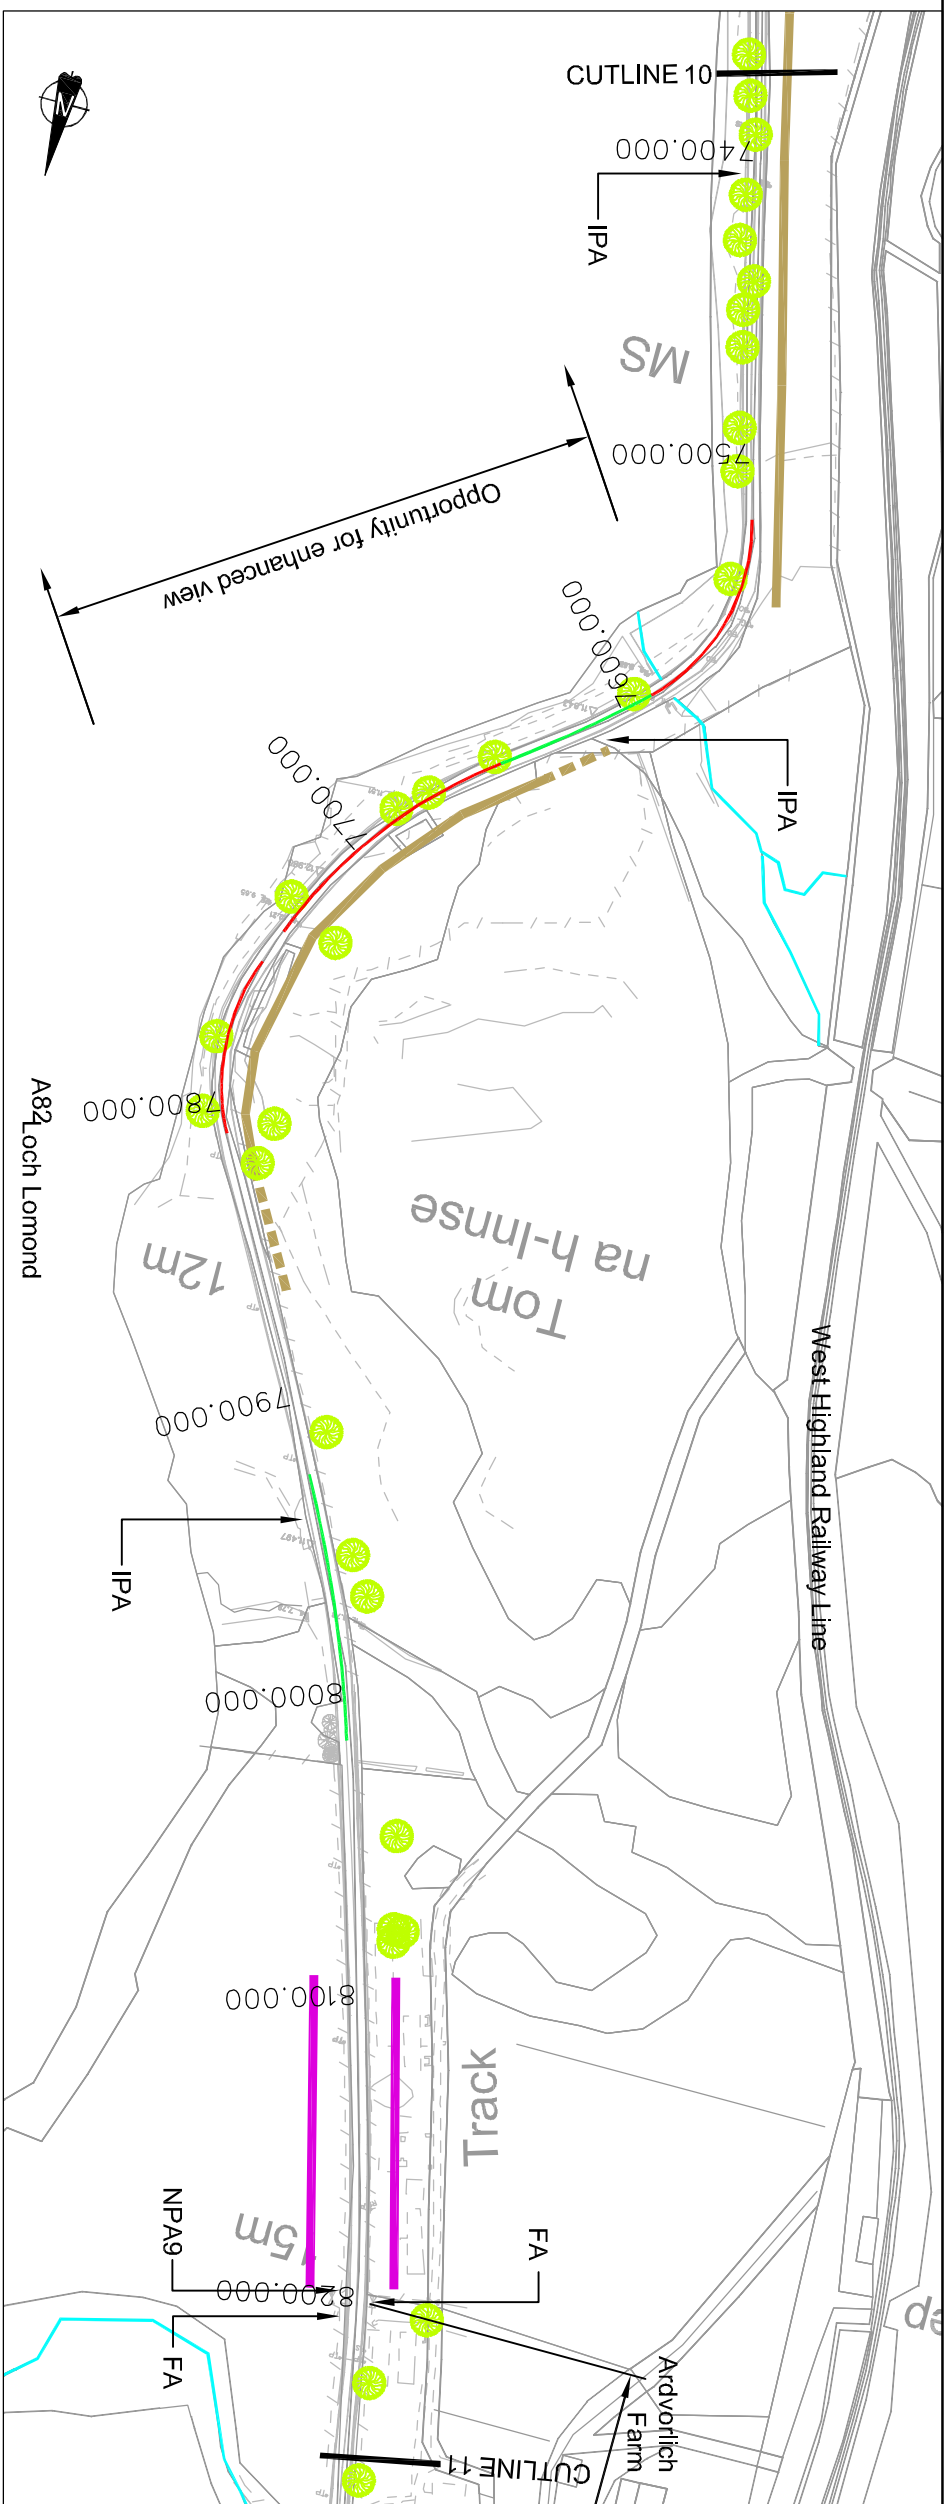 CUTLINE 10
N
7400.000
IPA
MS
7500.000
Opportunity for enhanced view
7600.000
IPA
7700.000
7800.000
A82
Loch Lomond
12m
Tom
na h-Innse
West Highland Railway Line
7900.000
IPA
8000.000
8100.000
Track
15m
NPA9
FA
8200.000
FA
Ardvorlich
Farm
CUTLINE 11